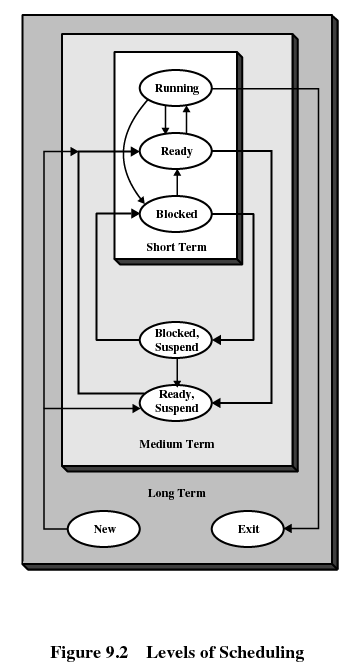 Running
Ready
Blocked
Short Term
Blocked,
Suspend
Ready,
Suspend
Medium Term
Long Term
New
Exit
Figure 9.2 Levels of Scheduling